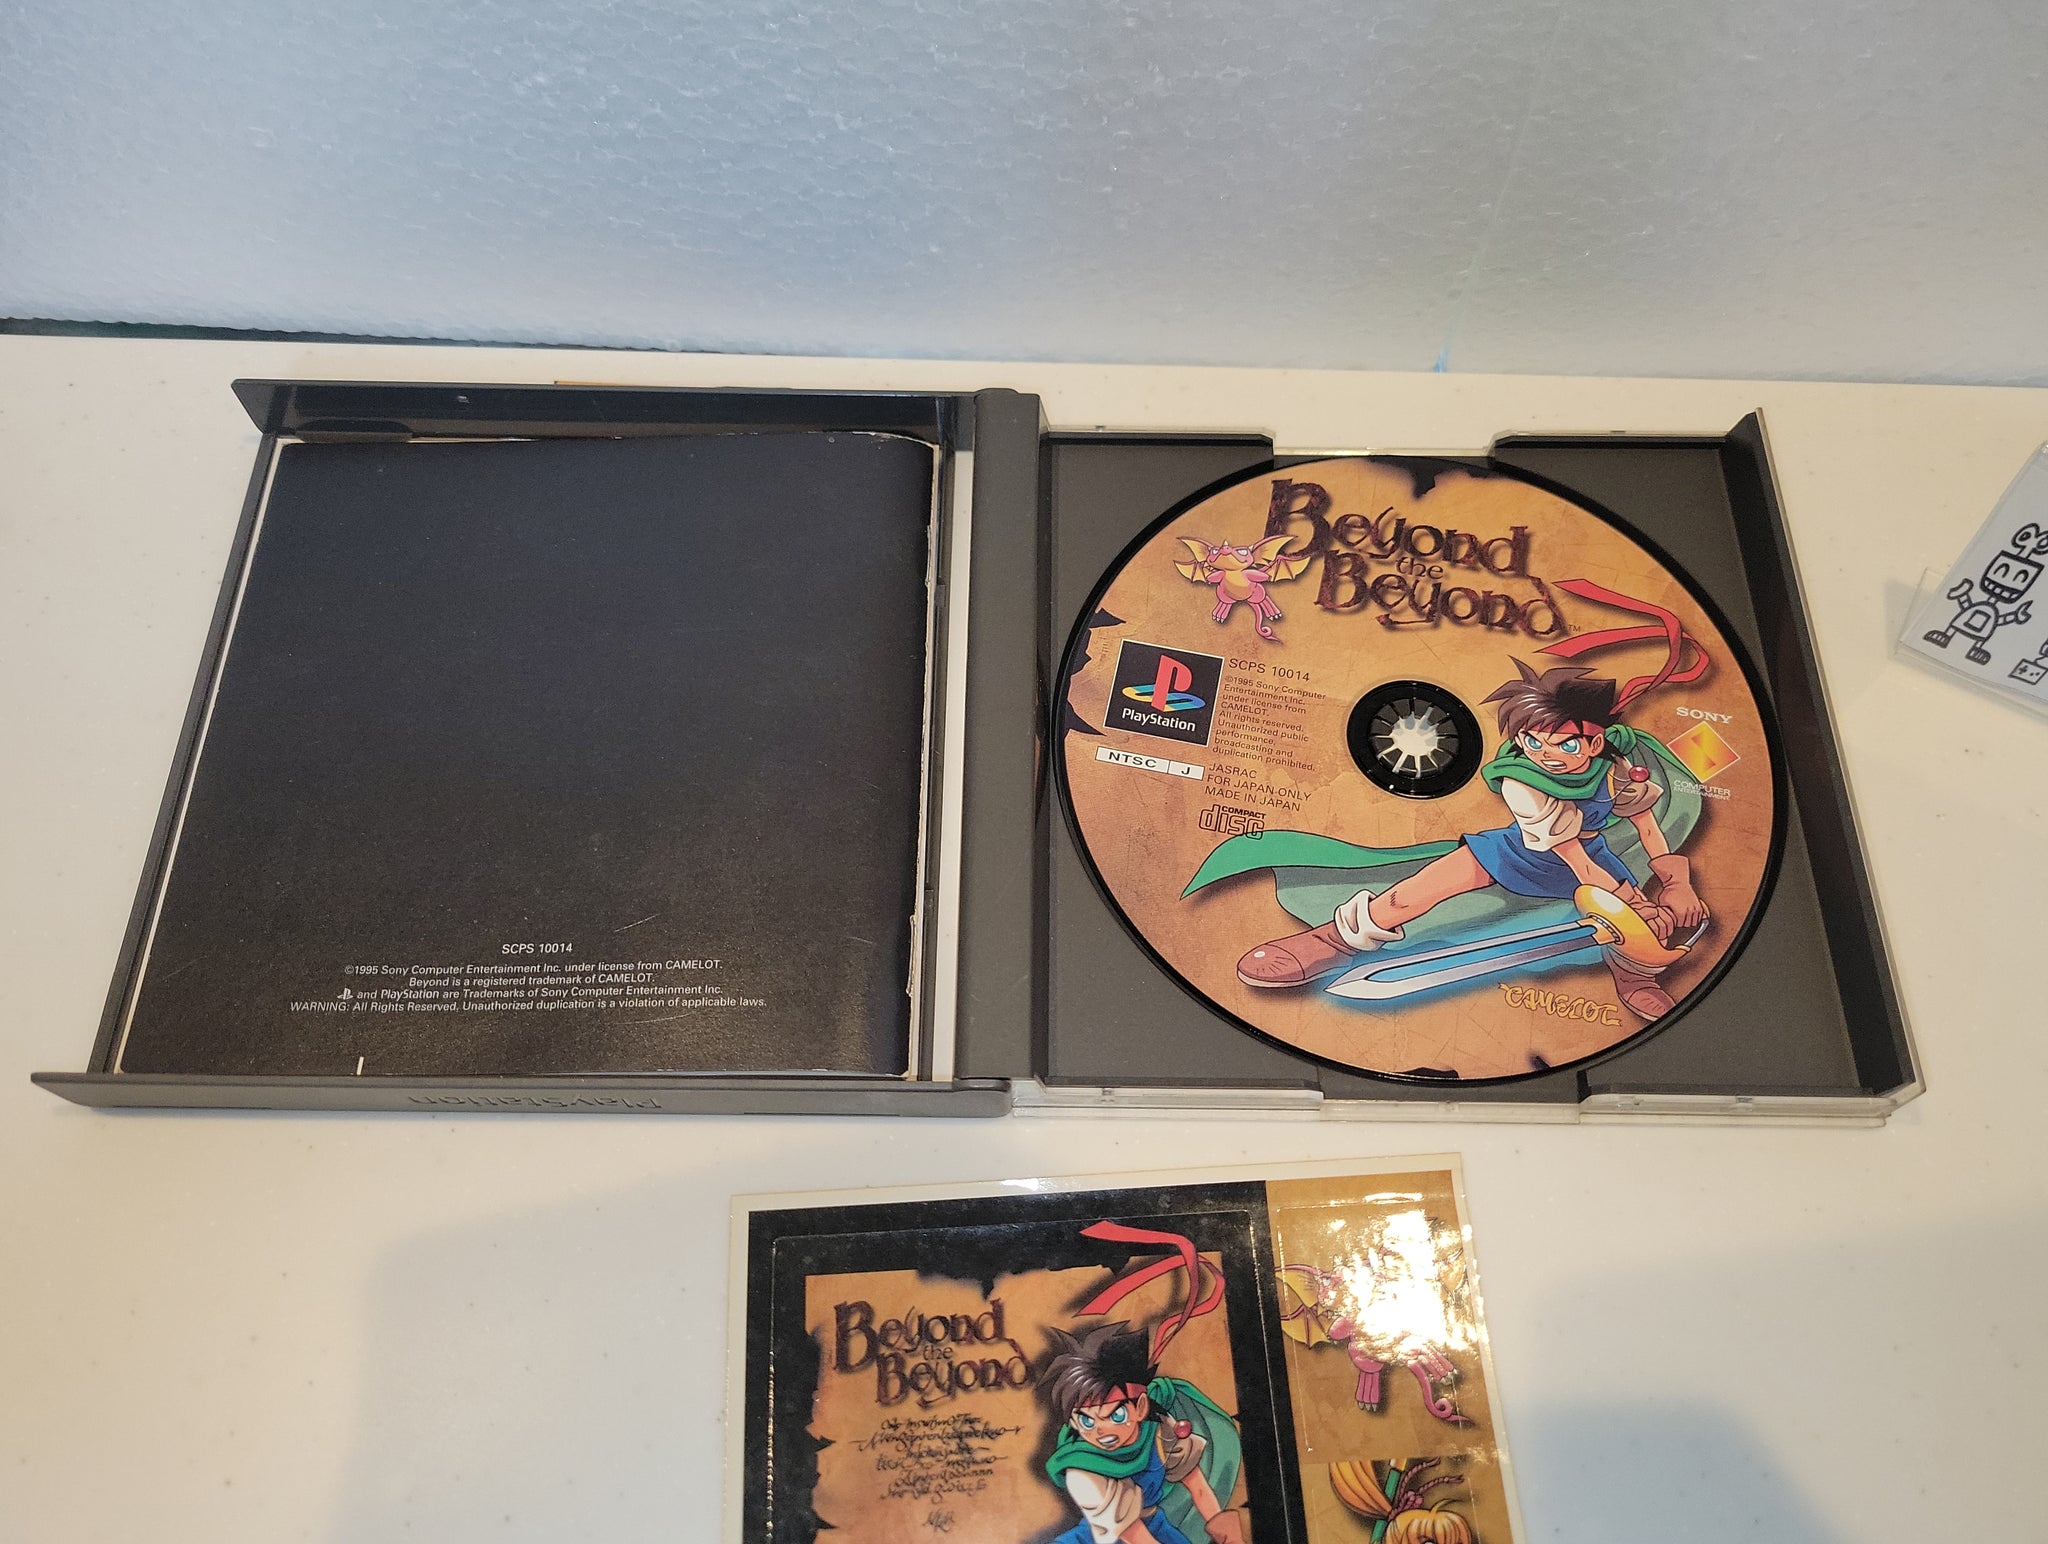 Beyond
the
Beyond
TM
SCPS 10014
©1995 Sony Computer
Entertainment Inc.
under license from
CAMELOT.
All rights reserved.
Unauthorized public
performance,
broadcasting and
duplication prohibited.
PlayStation
NTSC J
JASRAC
FOR JAPAN ONLY
MADE IN JAPAN
COMPACT
disc
SONY
COMPUTER
ENTERTAINMENT
CAMELOT
SCPS 10014
©1995 Sony Computer Entertainment Inc. under license from CAMELOT.
Beyond is a registered trademark of CAMELOT.
and PlayStation are Trademarks of Sony Computer Entertainment Inc.
WARNING: All Rights Reserved. Unauthorized duplication is a violation of applicable laws.
PlayStation
Beyond
the
Beyond